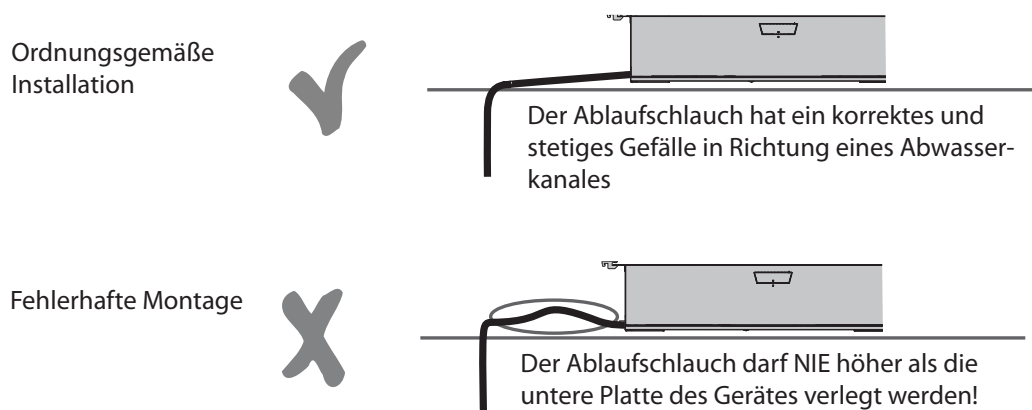 Ordnungsgemäße
Installation
Der Ablaufschlauch hat ein korrektes und
stetiges Gefälle in Richtung eines Abwasser-
kanales
Fehlerhafte Montage
Der Ablaufschlauch darf NIE höher als die
untere Platte des Gerätes verlegt werden!